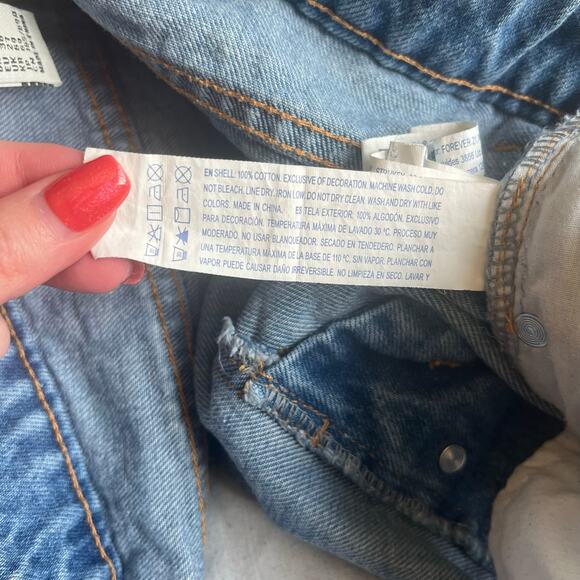 EN SHELL: 100% COTTON. EXCLUSIVE OF DECORATION. MACHINE WASH COLD. DO
NOT BLEACH. LINE DRY. IRON LOW. DO NOT DRY CLEAN. WASH AND DRY WITH LIKE
COLORS. MADE IN CHINA. ES TELA EXTERIOR: 100% ALGODÓN. EXCLUSIVO
PARA DECORACIÓN. TEMPERATURA MÁXIMA DE LAVADO 30 ºC. PROCESO MUY
MODERADO. NO USAR BLANQUEADOR. SECADO EN TENDEDERO. PLANCHAR A
UNA TEMPERATURA MÁXIMA DE LA BASE DE 110 ºC. SIN VAPOR. PLANCHAR CON
VAPOR PUEDE CAUSAR DAÑO IRREVERSIBLE. NO LIMPIEZA EN SECO. LAVAR Y
FOREVER 21
3866